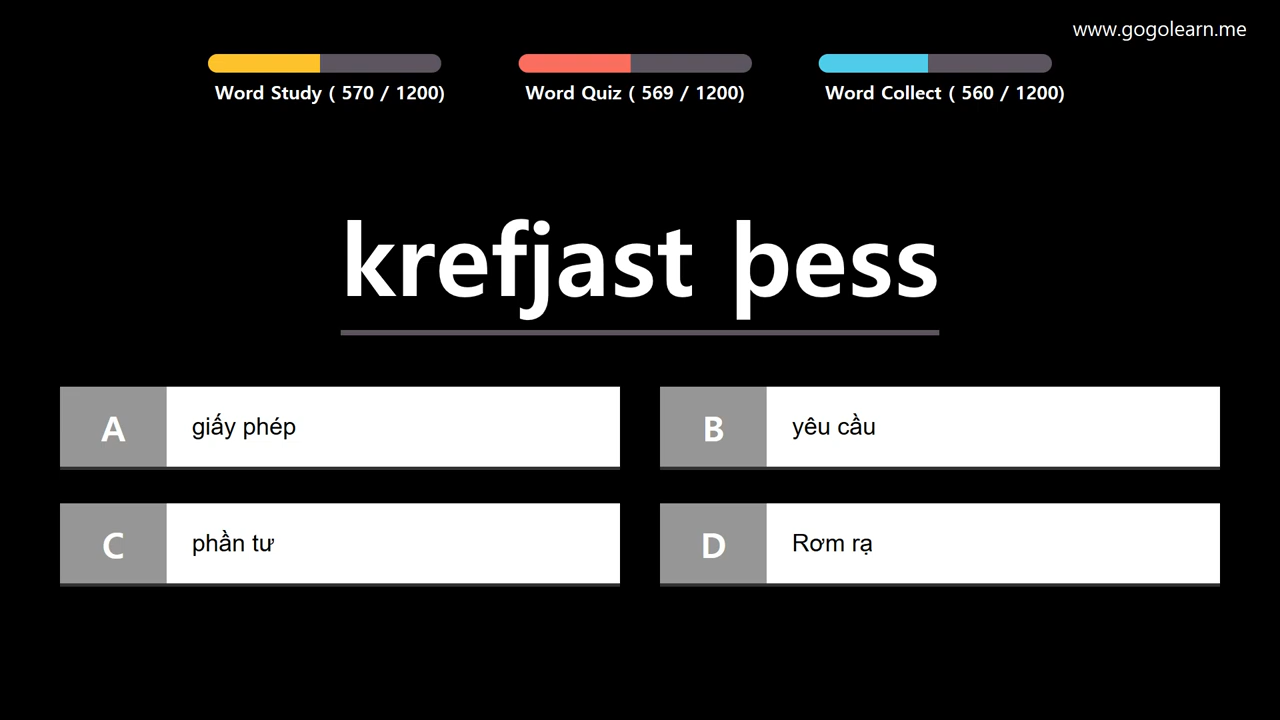 www.gogolearn.me
Word Study ( 570 / 1200)
Word Quiz ( 569 / 1200)
Word Collect ( 560 / 1200)
krefjast þess
A
giấy phép
B
yêu cầu
C
phần tư
D
Rơm rạ